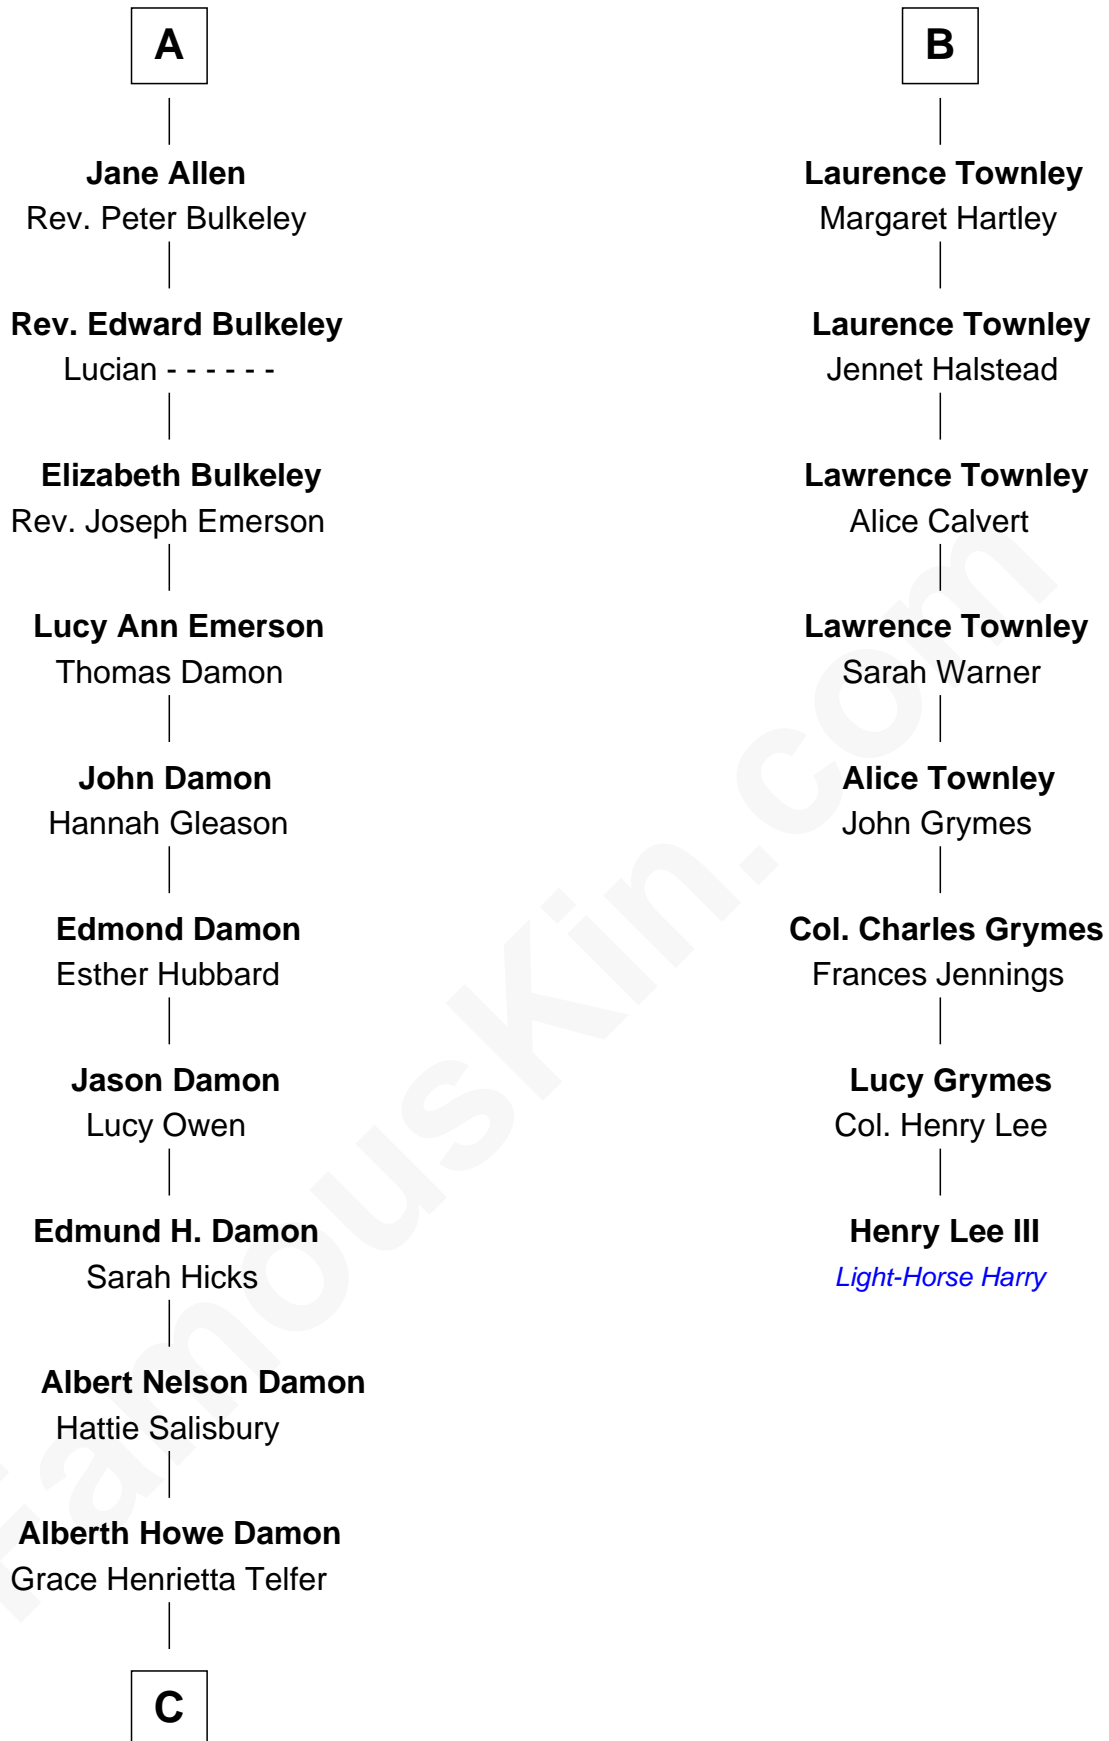 A
Jane Allen
Rev. Peter Bulkeley
Rev. Edward Bulkeley
Lucian - - - - - -
Elizabeth Bulkeley
Rev. Joseph Emerson
Lucy Ann Emerson
Thomas Damon
John Damon
Hannah Gleason
Edmond Damon
Esther Hubbard
Jason Damon
Lucy Owen
Edmund H. Damon
Sarah Hicks
Albert Nelson Damon
Hattie Salisbury
Alberth Howe Damon
Grace Henrietta Telfer
C
B
Laurence Townley
Margaret Hartley
Laurence Townley
Jennet Halstead
Lawrence Townley
Alice Calvert
Lawrence Townley
Sarah Warner
Alice Townley
John Grymes
Col. Charles Grymes
Frances Jennings
Lucy Grymes
Col. Henry Lee
Henry Lee III
Light-Horse Harry
FamousKin.com